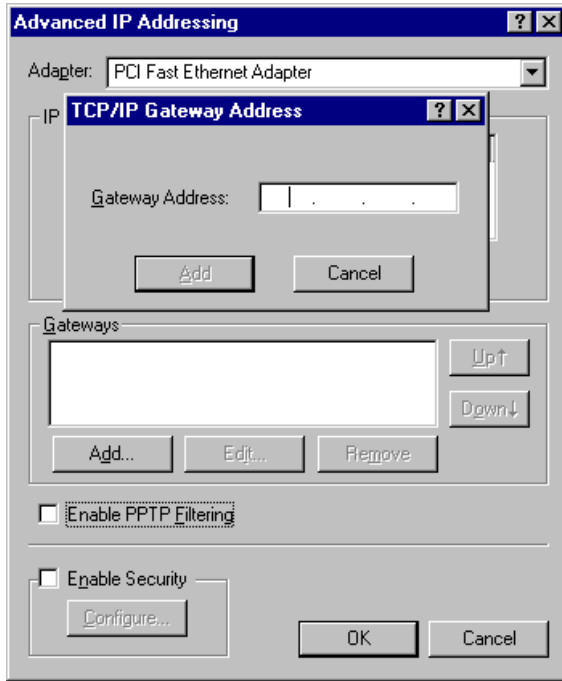 Advanced IP Addressing
Adapter: PCI Fast Ethernet Adapter
IP
TCP/IP Gateway Address
Gateway Address: . . .
Add Cancel
Gateways
Up↑
Down↓
Add... Edit... Remove
Enable PPTP Filtering
Enable Security
Configure...
OK Cancel